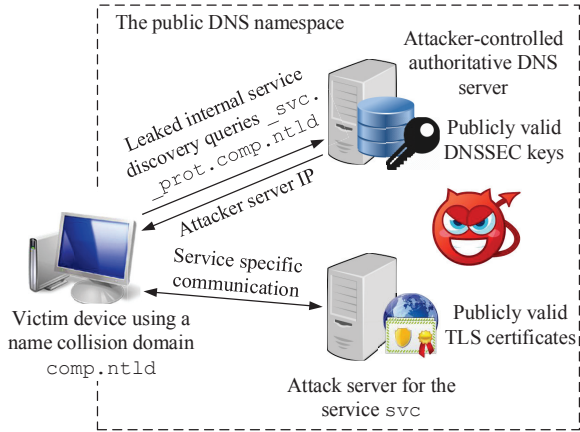 The public DNS namespace
Attacker-controlled
authoritative DNS
server
Publicly valid
DNSSEC keys
Leaked internal service
discovery queries _svc.
_prot.comp.ntld
Attacker server IP
Service specific
communication
Victim device using a
name collision domain
comp.ntld
Publicly valid
TLS certificates
Attack server for the
service svc